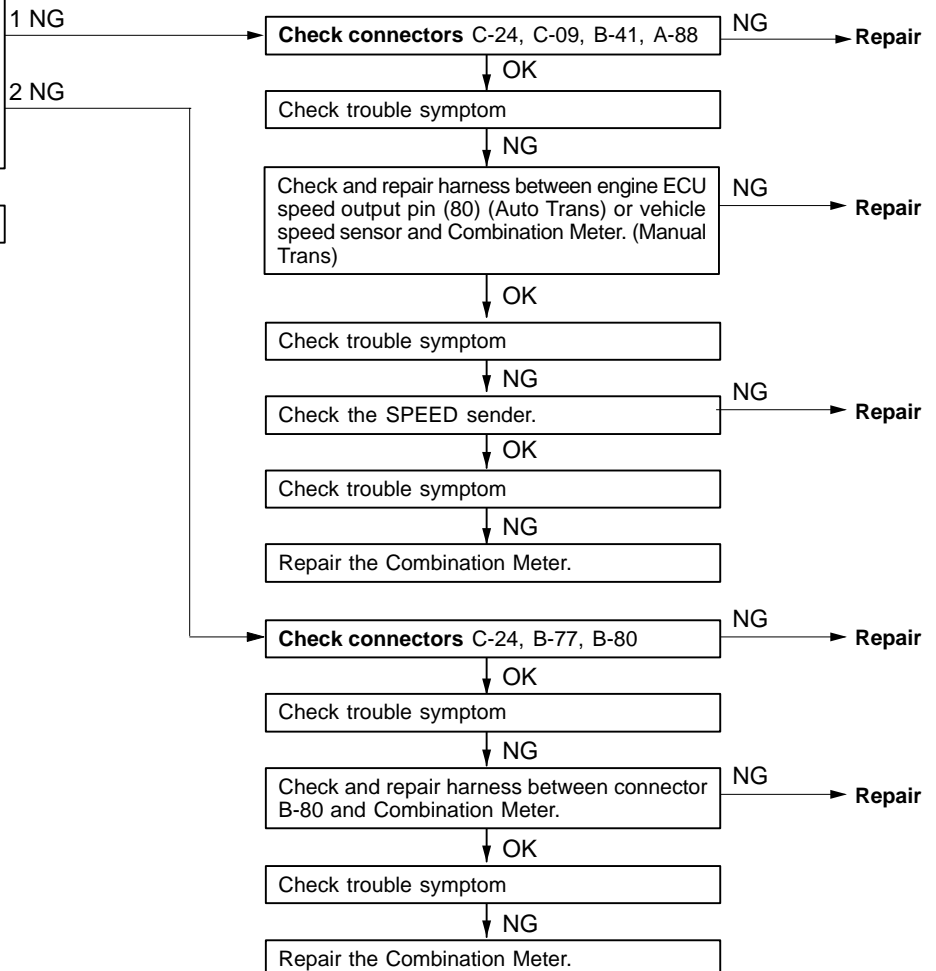 1 NG
Check connectors C-24, C-09, B-41, A-88
NG
Repair
OK
2 NG
Check trouble symptom
NG
Check and repair harness between engine ECU
speed output pin (80) (Auto Trans) or vehicle
speed sensor and Combination Meter. (Manual
Trans)
NG
Repair
OK
Check trouble symptom
NG
Check the SPEED sender.
NG
Repair
OK
Check trouble symptom
NG
Repair the Combination Meter.
Check connectors C-24, B-77, B-80
NG
Repair
OK
Check trouble symptom
NG
Check and repair harness between connector
B-80 and Combination Meter.
NG
Repair
OK
Check trouble symptom
NG
Repair the Combination Meter.